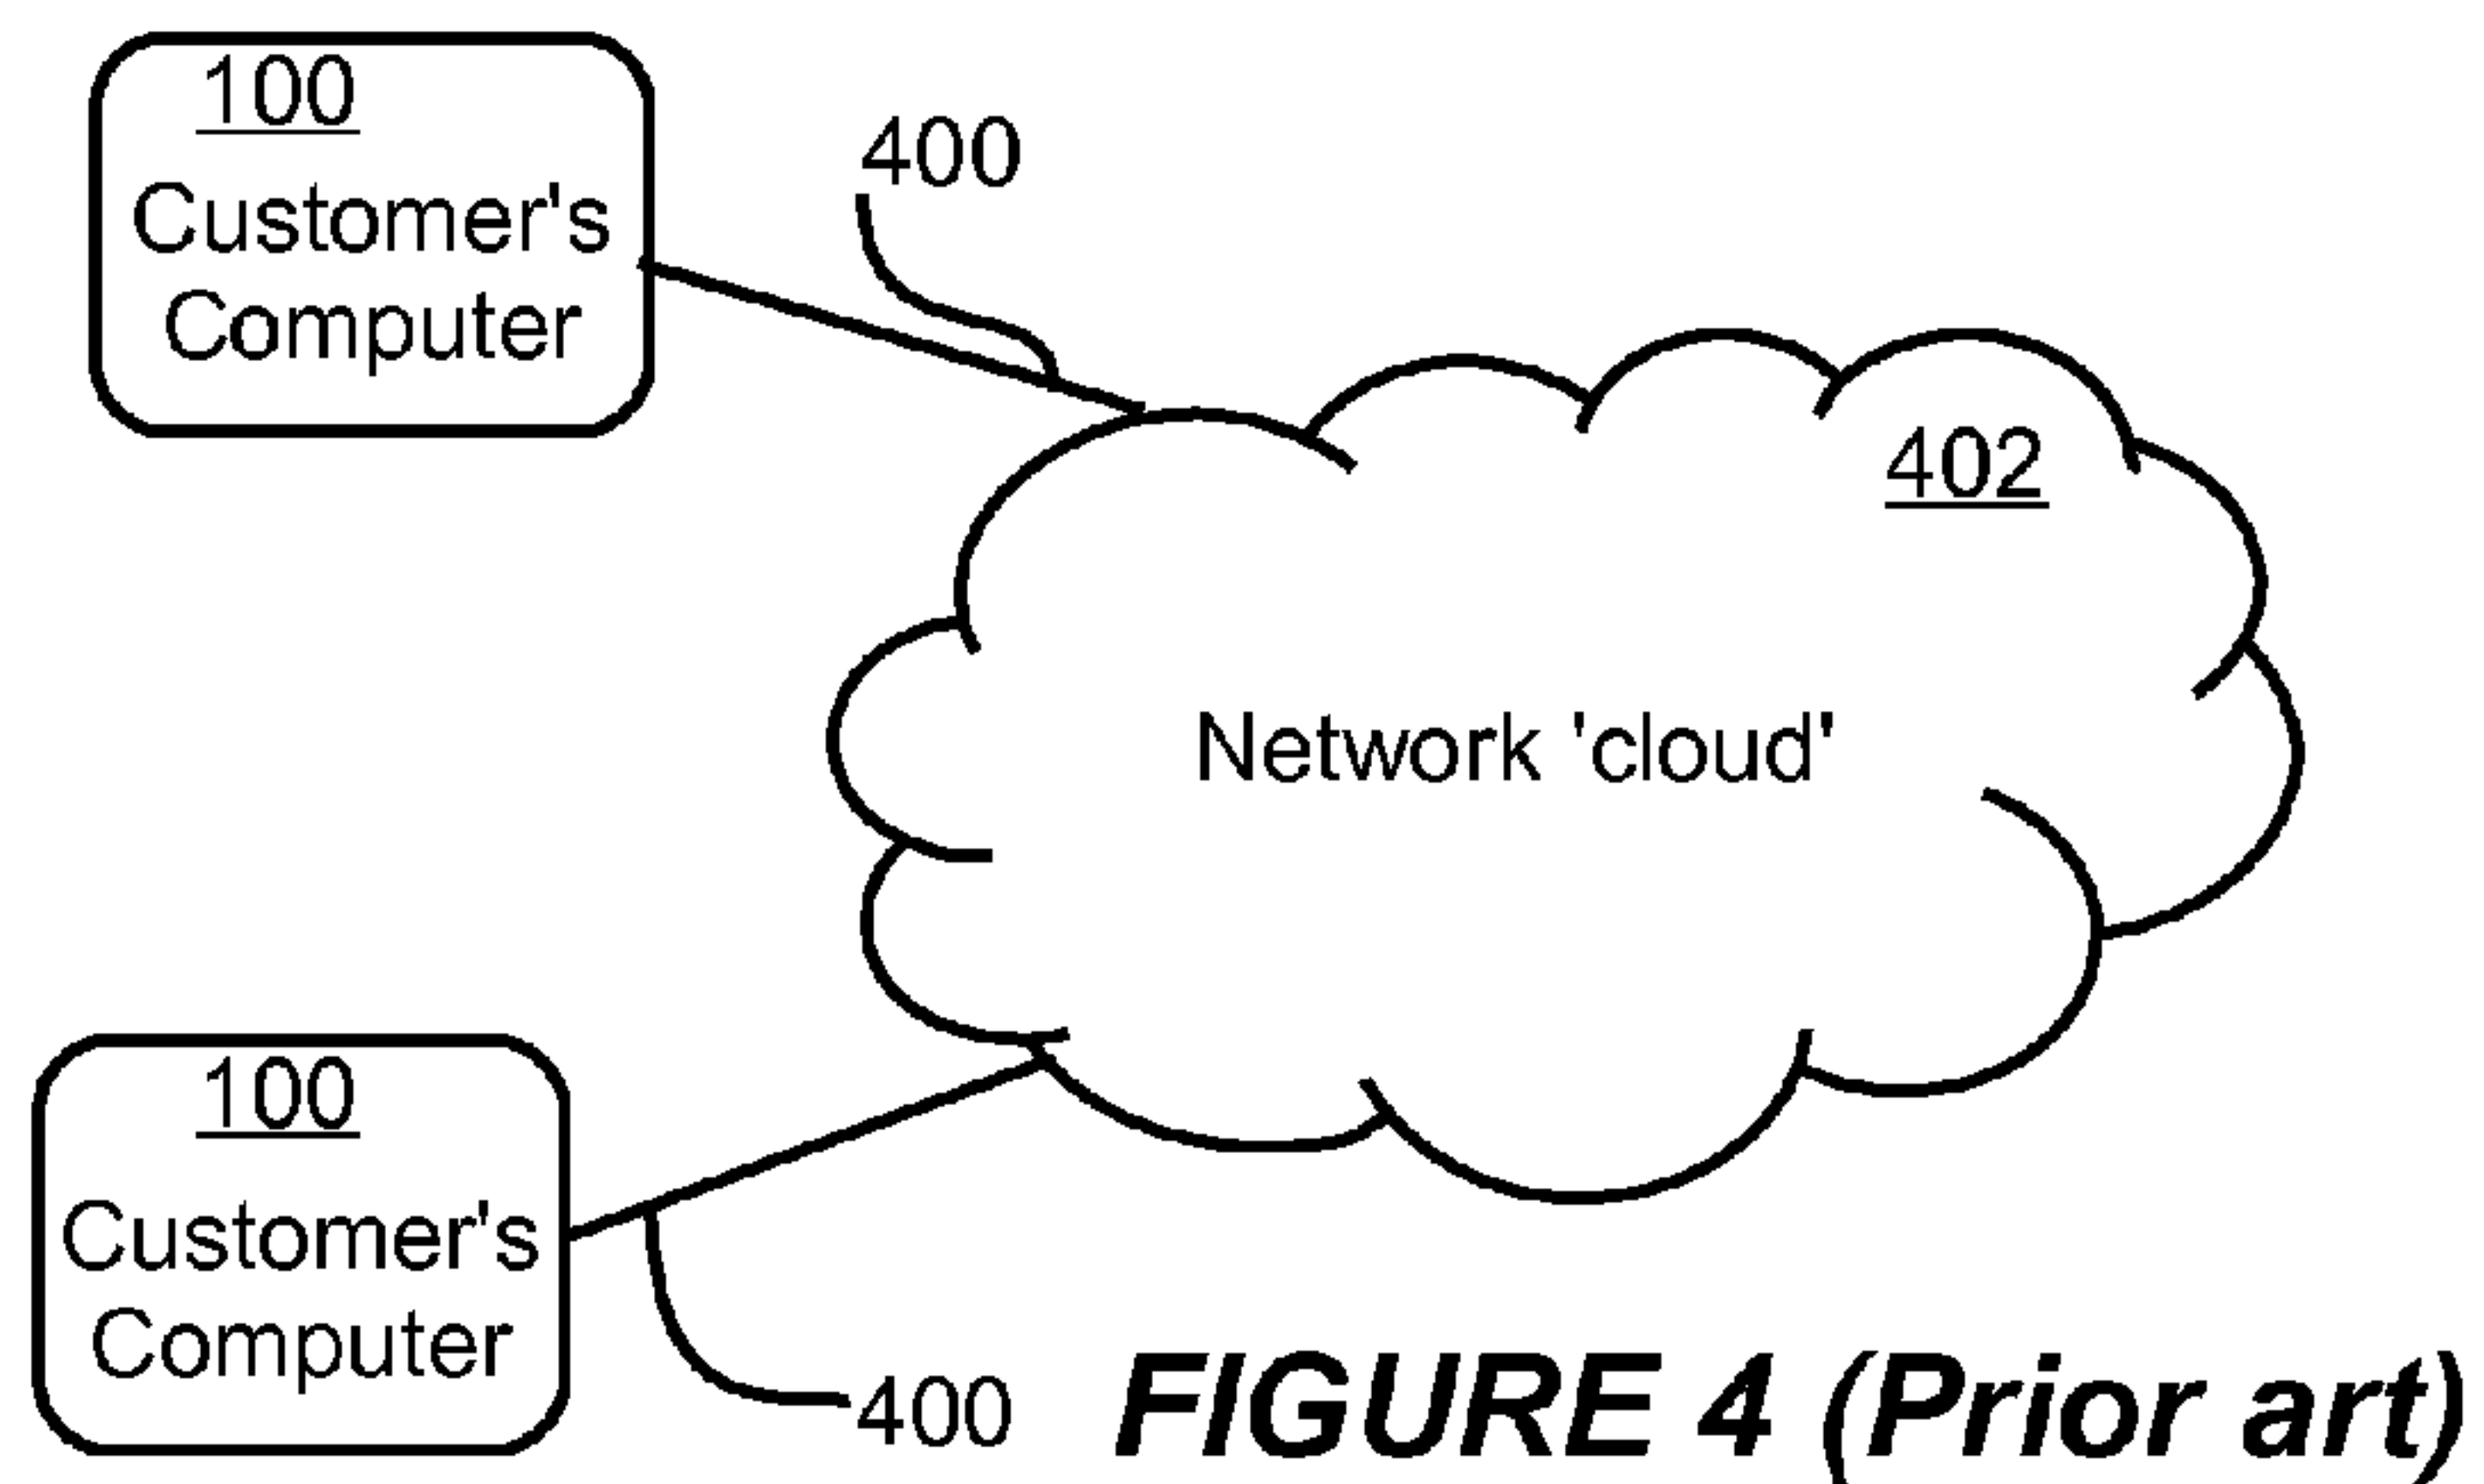 100
Customer's
Computer
400
402
Network 'cloud'
100
Customer's
Computer
400
FIGURE 4 (Prior art)